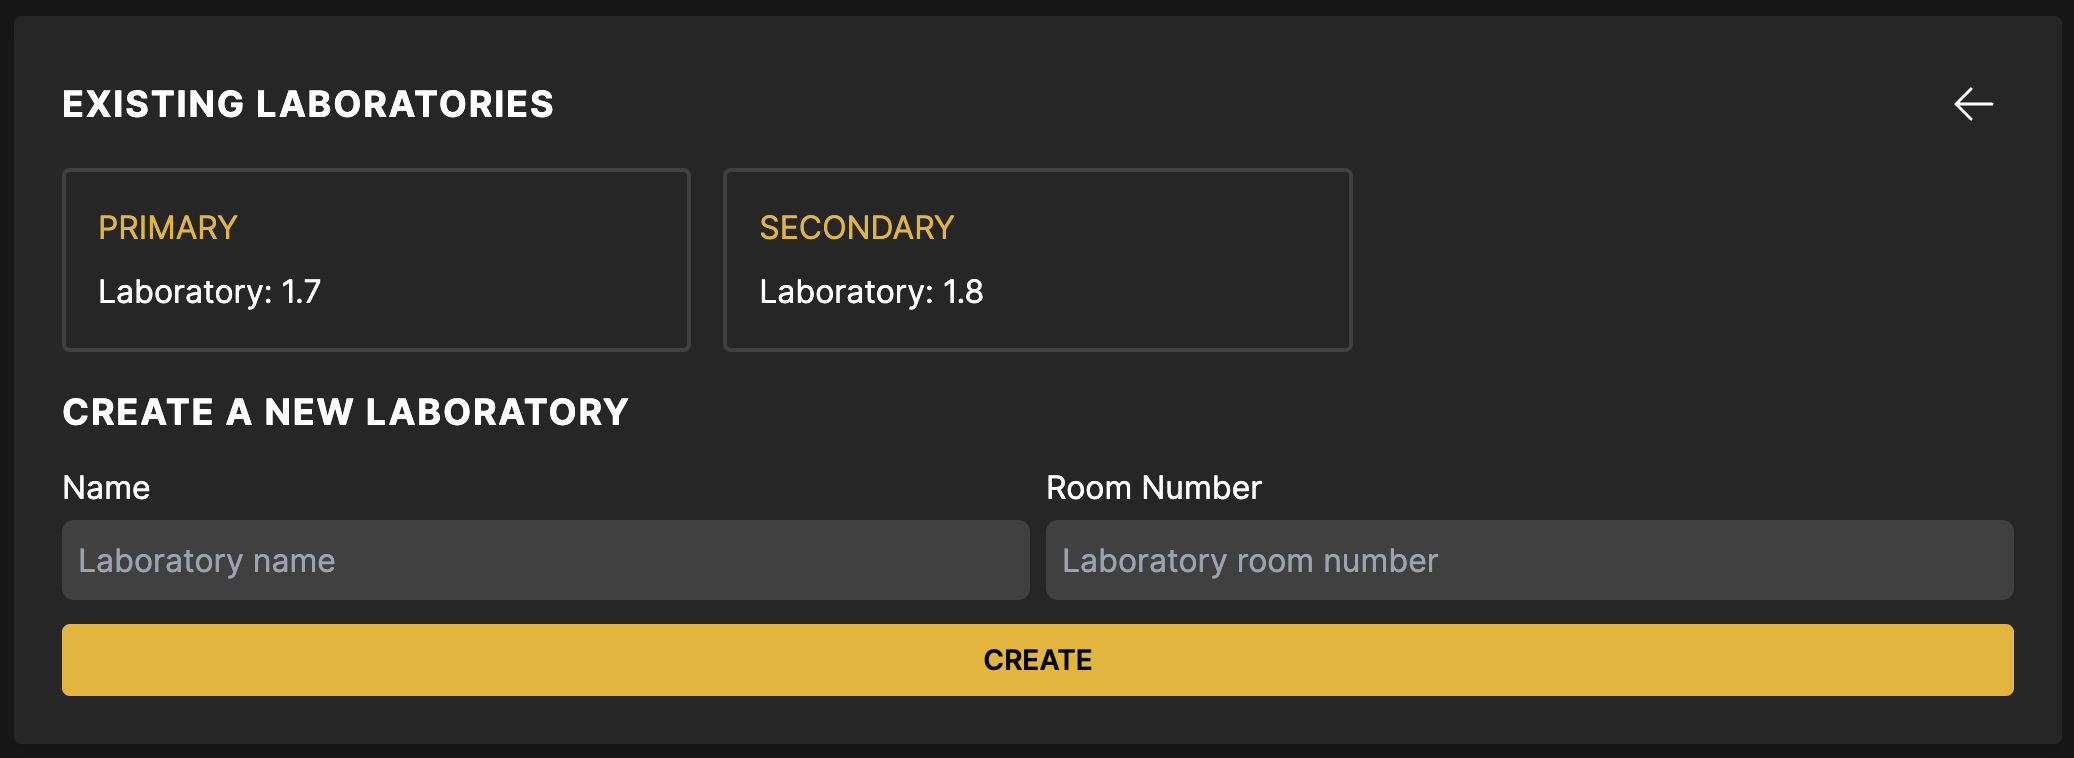 EXISTING LABORATORIES
PRIMARY
Laboratory: 1.7
SECONDARY
Laboratory: 1.8
CREATE A NEW LABORATORY
Name
Laboratory name
Room Number
Laboratory room number
CREATE